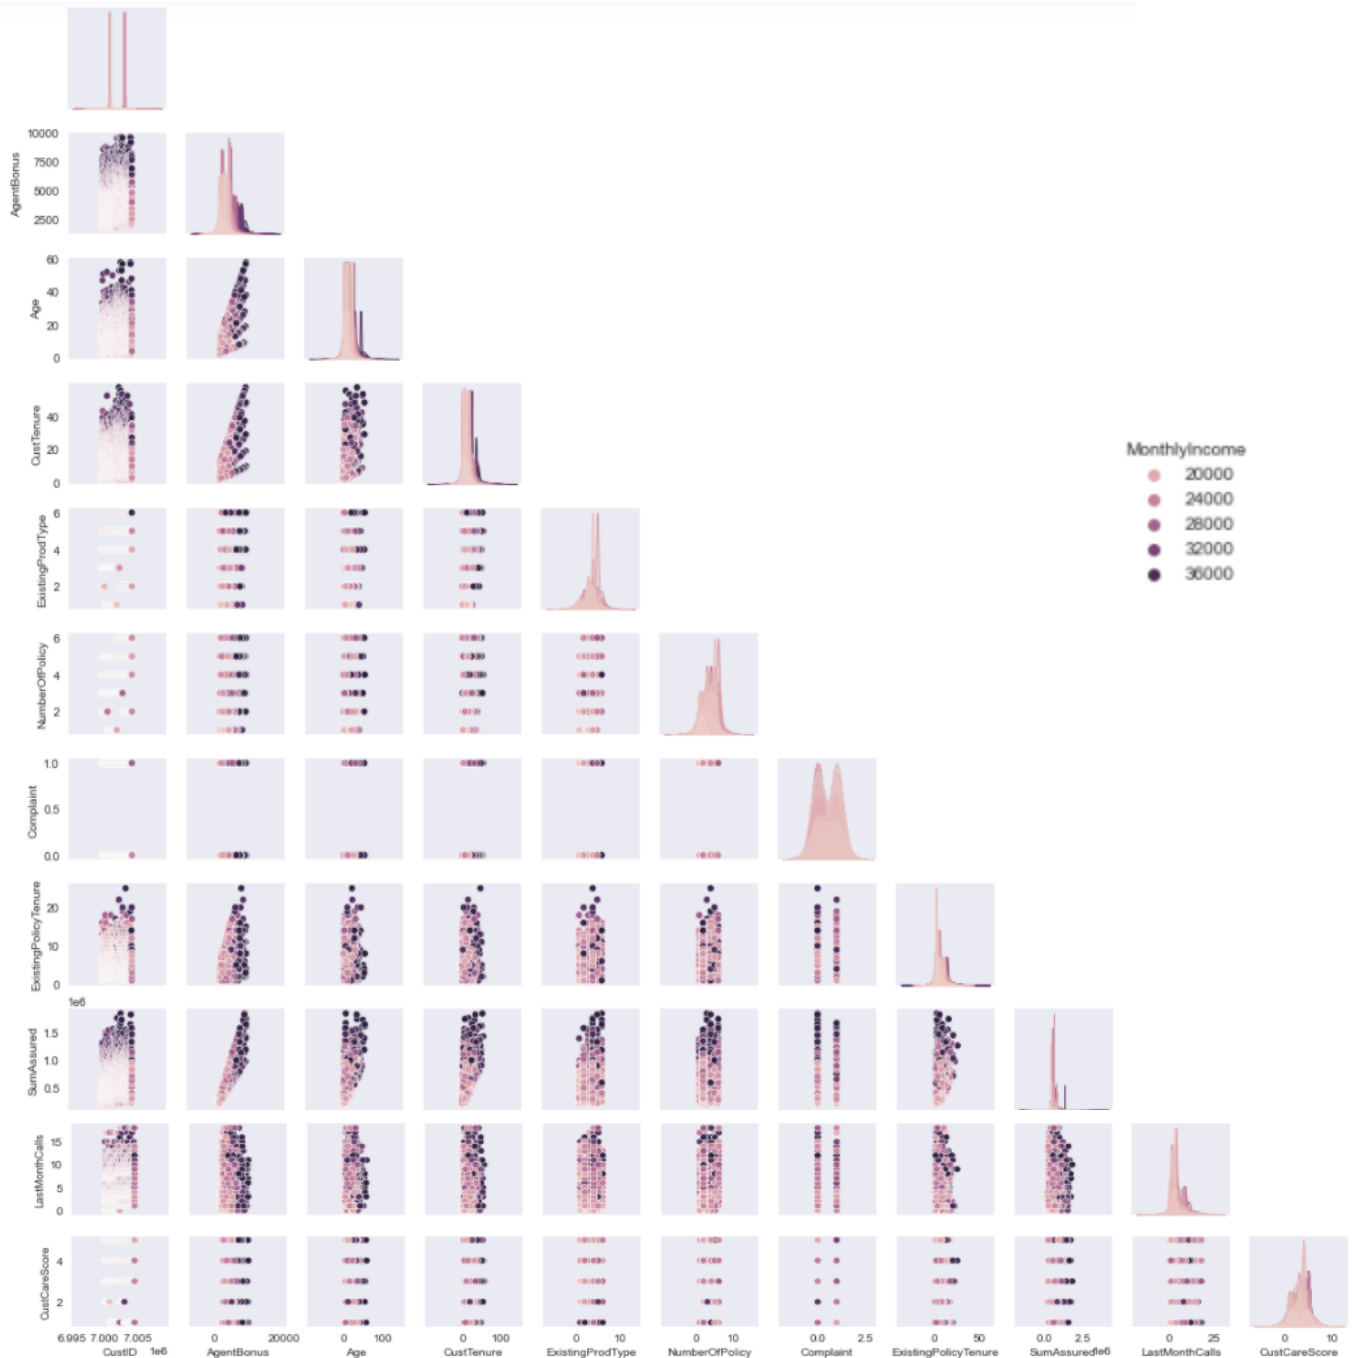 AgentBonus
10000
7500
5000
2500
Age
60
40
20
0
CustTenure
40
20
0
MonthlyIncome
20000
24000
28000
32000
36000
ExistingProdType
6
4
2
NumberOfPolicy
6
4
2
Complaint
1.0
0.5
0.0
ExistingPolicyTenure
20
10
0
1e6
SumAssured
1.5
1.0
0.5
LastMonthCalls
15
10
5
0
CustCareScore
4
2
6.995 7.000 7.005 0 20000 0 100 0 100 0 10 0 10 0.0 2.5 0 50 0.0 2.5 0 25 0 10
CustID 1e6 AgentBonus Age CustTenure ExistingProdType NumberOfPolicy Complaint ExistingPolicyTenure SumAssured 1e6 LastMonthCalls CustCareScore